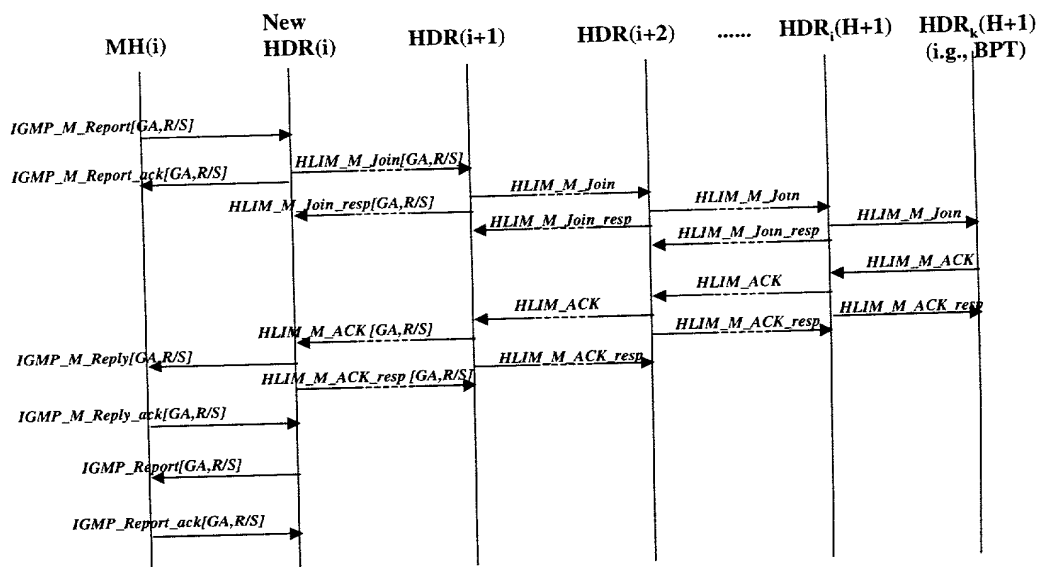 MH(i)
New
HDR(i)
HDR(i+1)
HDR(i+2)
......
HDRi(H+1)
HDRk(H+1)
(i.g., BPT)
IGMP_M_Report[GA,R/S]
HLIM_M_Join[GA,R/S]
IGMP_M_Report_ack[GA,R/S]
HLIM_M_Join
HLIM_M_Join_resp[GA,R/S]
HLIM_M_Join
HLIM_M_Join_resp
HLIM_M_Join
HLIM_M_Join_resp
HLIM_M_ACK
HLIM_ACK
HLIM_ACK
HLIM_M_ACK_resp
HLIM_M_ACK [GA,R/S]
HLIM_M_ACK_resp
IGMP_M_Reply[GA,R/S]
HLIM_M_ACK_resp
HLIM_M_ACK_resp [GA,R/S]
IGMP_M_Reply_ack[GA,R/S]
IGMP_Report[GA,R/S]
IGMP_Report_ack[GA,R/S]